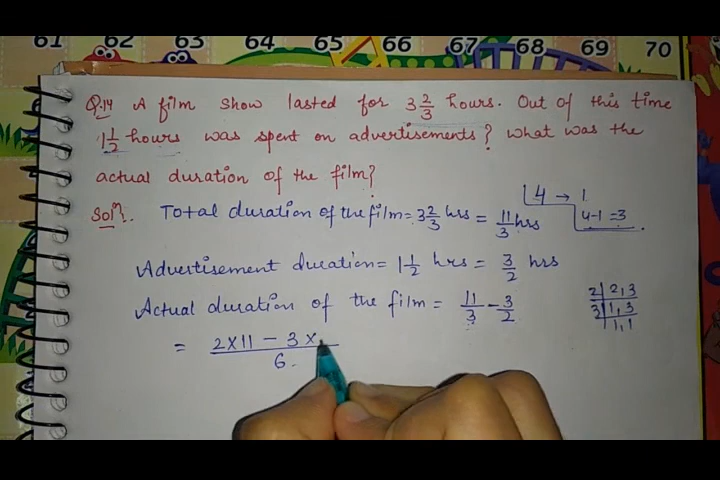 61 62 63 64 65 66 67 68 69 70
Q.14 A film show lasted for 3 2/3 hours. Out of this time
1 1/2 hours was spent on advertisements? what was the
actual duration of the film?
Solⁿ. Total duration of the film = 3 2/3 hrs = 11/3 hrs
4 → 1
4-1 = 3
Advertisement duration = 1 1/2 hrs = 3/2 hrs
Actual duration of the film = 11/3 - 3/2
2 | 2, 3
3 | 1, 3
1, 1
= 2×11 - 3×
6